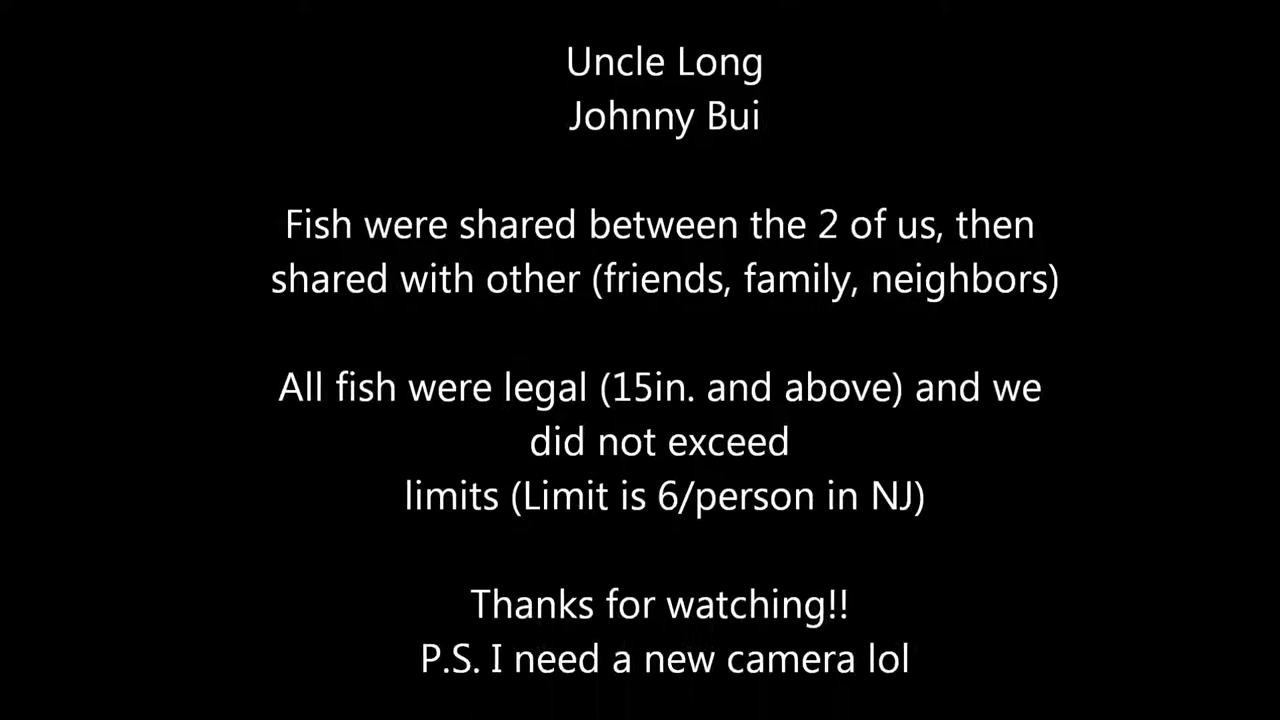 Uncle Long
Johnny Bui
Fish were shared between the 2 of us, then
shared with other (friends, family, neighbors)
All fish were legal (15in. and above) and we
did not exceed
limits (Limit is 6/person in NJ)
Thanks for watching!!
P.S. I need a new camera lol